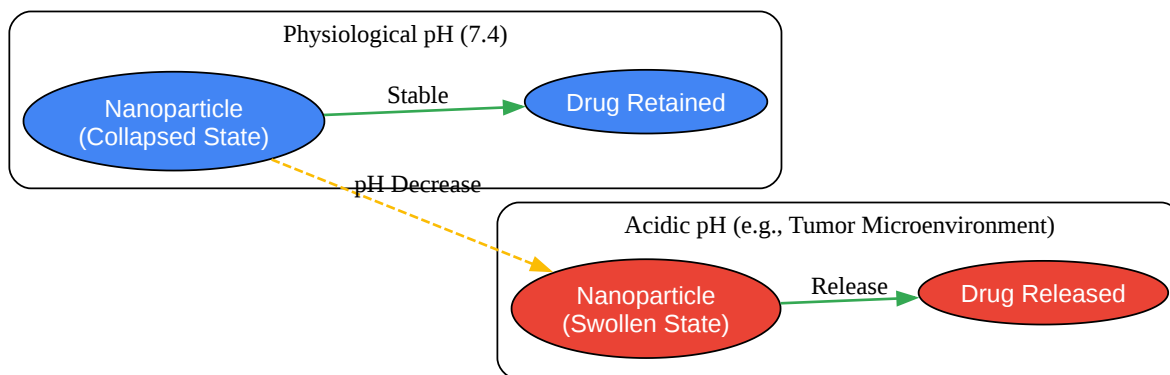 Physiological pH (7.4)
Nanoparticle
(Collapsed State)
Stable
Drug Retained
pH Decrease
Acidic pH (e.g., Tumor Microenvironment)
Nanoparticle
(Swollen State)
Release
Drug Released